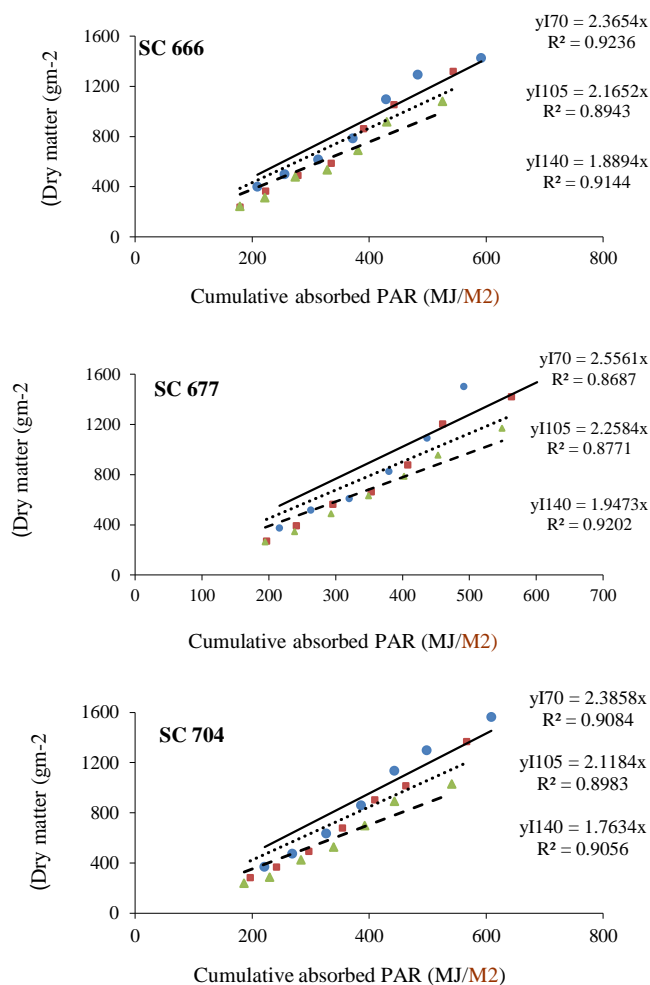 SC 666
yI70 = 2.3654x
R² = 0.9236
yI105 = 2.1652x
R² = 0.8943
yI140 = 1.8894x
R² = 0.9144
1600
1200
800
400
0
0 200 400 600 800
(Dry matter (gm-2
Cumulative absorbed PAR (MJ/M2)
SC 677
yI70 = 2.5561x
R² = 0.8687
yI105 = 2.2584x
R² = 0.8771
yI140 = 1.9473x
R² = 0.9202
1600
1200
800
400
0
0 100 200 300 400 500 600 700
(Dry matter (gm-2
Cumulative absorbed PAR (MJ/M2)
SC 704
yI70 = 2.3858x
R² = 0.9084
yI105 = 2.1184x
R² = 0.8983
yI140 = 1.7634x
R² = 0.9056
1600
1200
800
400
0
0 200 400 600 800
(Dry matter (gm-2
Cumulative absorbed PAR (MJ/M2)